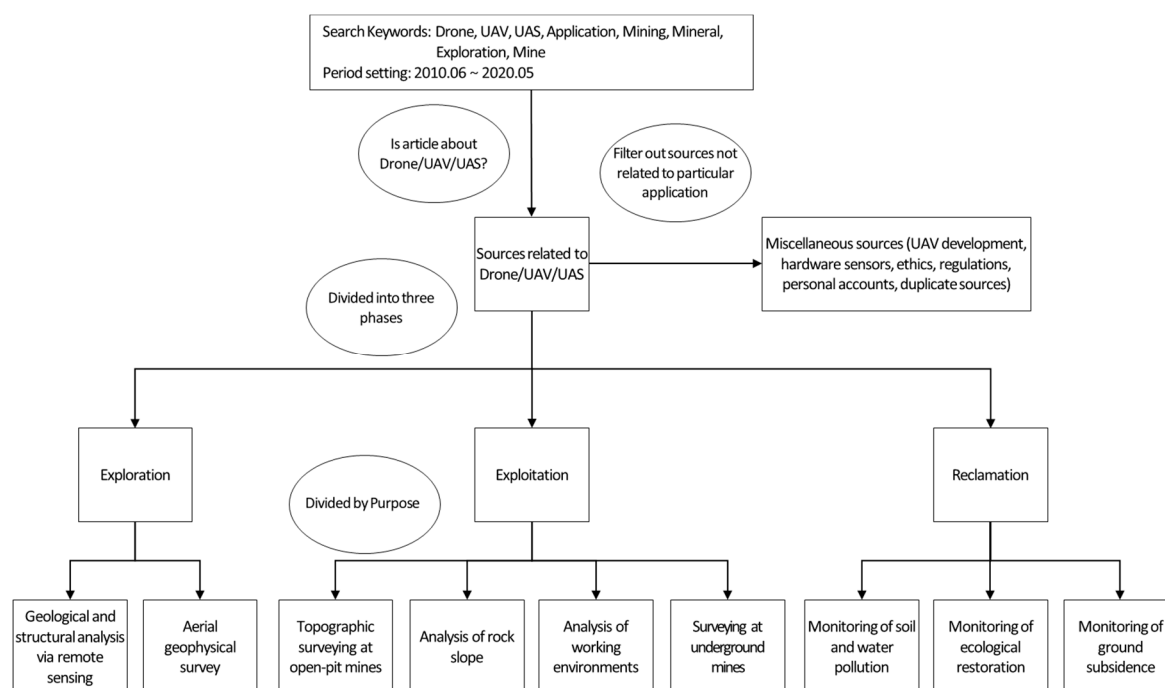 Search Keywords: Drone, UAV, UAS, Application, Mining, Mineral,
Exploration, Mine
Period setting: 2010.06 ~ 2020.05
Is article about
Drone/UAV/UAS?
Filter out sources not
related to particular
application
Sources related to
Drone/UAV/UAS
Miscellaneous sources (UAV development,
hardware sensors, ethics, regulations,
personal accounts, duplicate sources)
Divided into three
phases
Exploration
Exploitation
Reclamation
Divided by Purpose
Geological and
structural analysis
via remote
sensing
Aerial
geophysical
survey
Topographic
surveying at
open-pit mines
Analysis of rock
slope
Analysis of
working
environments
Surveying at
underground
mines
Monitoring of soil
and water
pollution
Monitoring of
ecological
restoration
Monitoring of
ground
subsidence